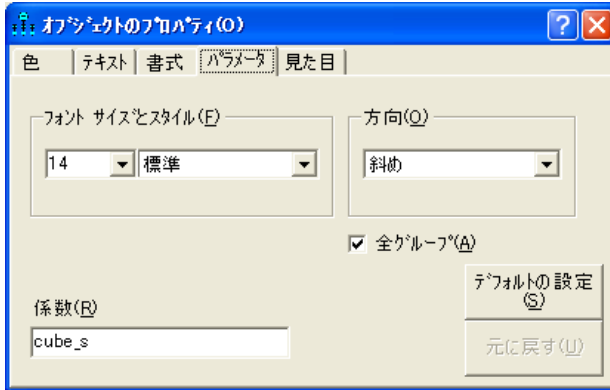 ｵﾌﾞｼﾞｪｸﾄのﾌﾟﾛﾊﾟﾃｨ(O)
色 ﾃｷｽﾄ 書式 ﾊﾟﾗﾒｰﾀ 見た目
ﾌｫﾝﾄ ｻｲｽﾞとｽﾀｲﾙ(F) 方向(O)
14 標準 斜め
全ｸﾞﾙｰﾌﾟ(A)
ﾃﾞﾌｫﾙﾄの設定
(S)
係数(R)
cube_s
元に戻す(U)